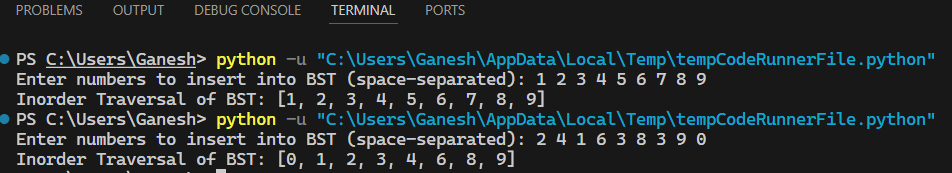 PROBLEMS OUTPUT DEBUG CONSOLE TERMINAL PORTS
PS C:\Users\Ganesh> python -u "C:\Users\Ganesh\AppData\Local\Temp\tempCodeRunnerFile.python"
Enter numbers to insert into BST (space-separated): 1 2 3 4 5 6 7 8 9
Inorder Traversal of BST: [1, 2, 3, 4, 5, 6, 7, 8, 9]
PS C:\Users\Ganesh> python -u "C:\Users\Ganesh\AppData\Local\Temp\tempCodeRunnerFile.python"
Enter numbers to insert into BST (space-separated): 2 4 1 6 3 8 3 9 0
Inorder Traversal of BST: [0, 1, 2, 3, 4, 6, 8, 9]